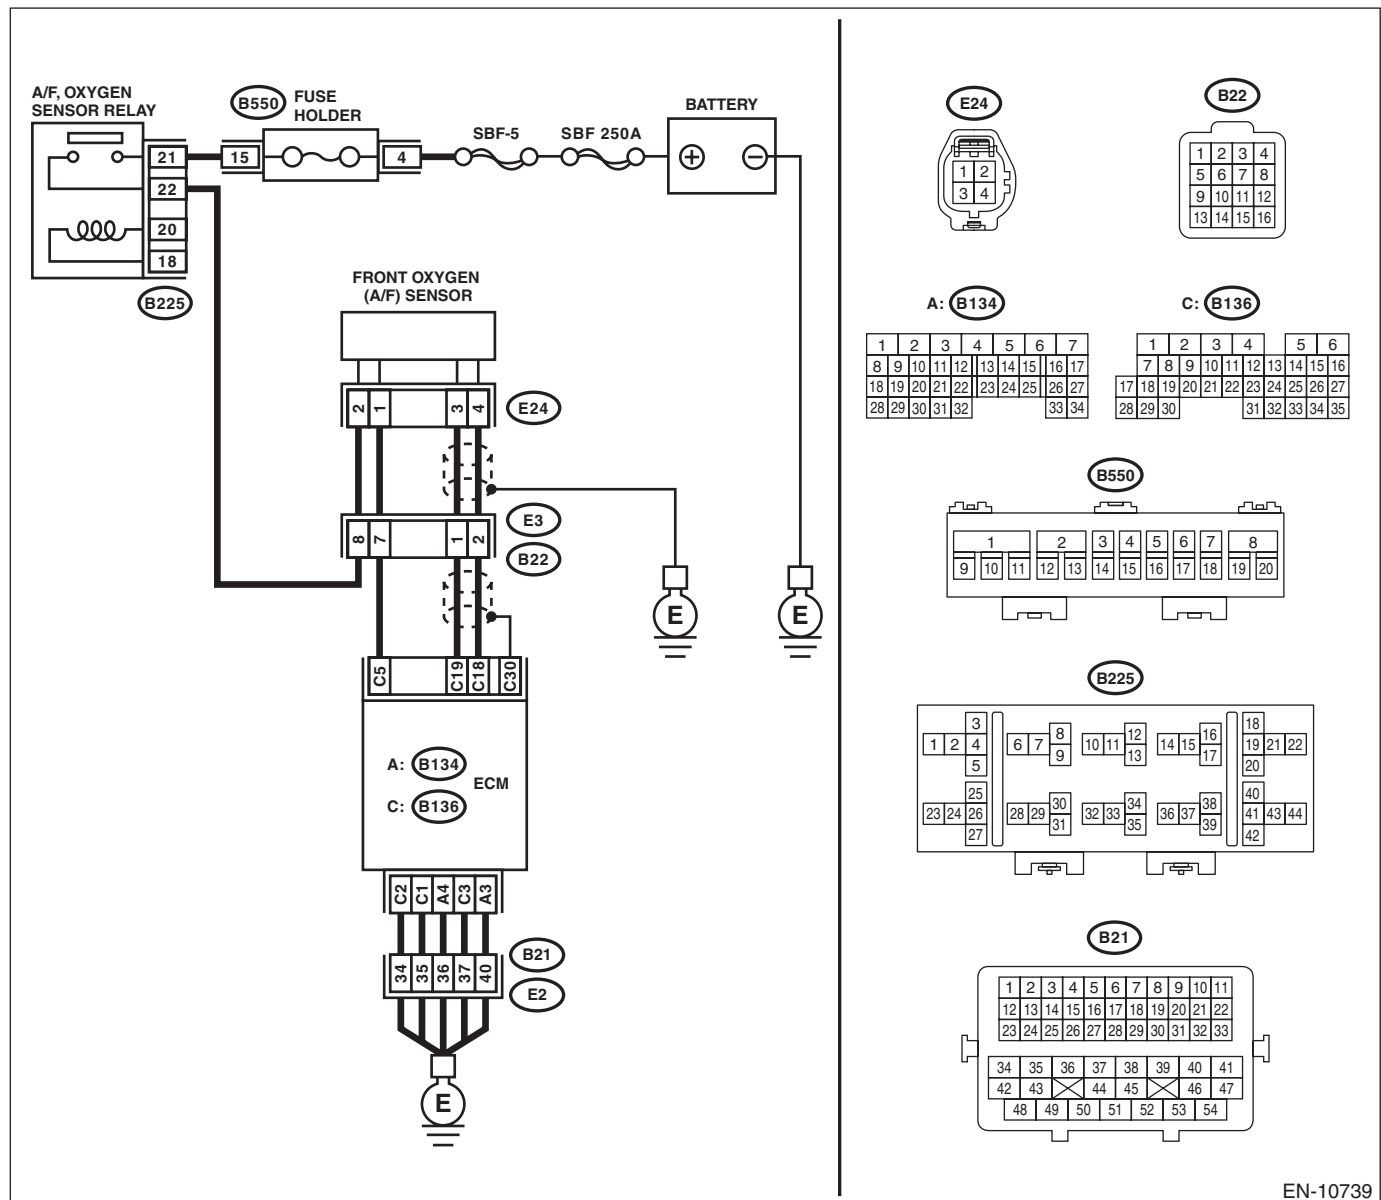 A/F, OXYGEN
SENSOR RELAY
B550
FUSE
HOLDER
BATTERY
SBF-5
SBF 250A
21
15
4
22
20
18
B225
FRONT OXYGEN
(A/F) SENSOR
2 1 3 4
E24
E3
8 7 1 2
B22
E
E
C5 C19 C18 C30
A: B134
ECM
C: B136
C2 C1 A4 C3 A3
B21
34 35 36 37 40
E2
E
E24
1 2
3 4
B22
1 2 3 4
5 6 7 8
9 10 11 12
13 14 15 16
A: B134
1 2 3 4 5 6 7
8 9 10 11 12 13 14 15 16 17
18 19 20 21 22 23 24 25 26 27
28 29 30 31 32 33 34
C: B136
1 2 3 4 5 6
7 8 9 10 11 12 13 14 15 16
17 18 19 20 21 22 23 24 25 26 27
28 29 30 31 32 33 34 35
B550
1 2 3 4 5 6 7 8
9 10 11 12 13 14 15 16 17 18 19 20
B225
3 8 12 16 18
1 2 4 6 7 10 11 14 15 19 21 22
5 9 13 17 20
25 30 34 38 40
23 24 26 28 29 32 33 36 37 41 43 44
27 31 35 39 42
B21
1 2 3 4 5 6 7 8 9 10 11
12 13 14 15 16 17 18 19 20 21 22
23 24 25 26 27 28 29 30 31 32 33
34 35 36 37 38 39 40 41
42 43 44 45 46 47
48 49 50 51 52 53 54
EN-10739